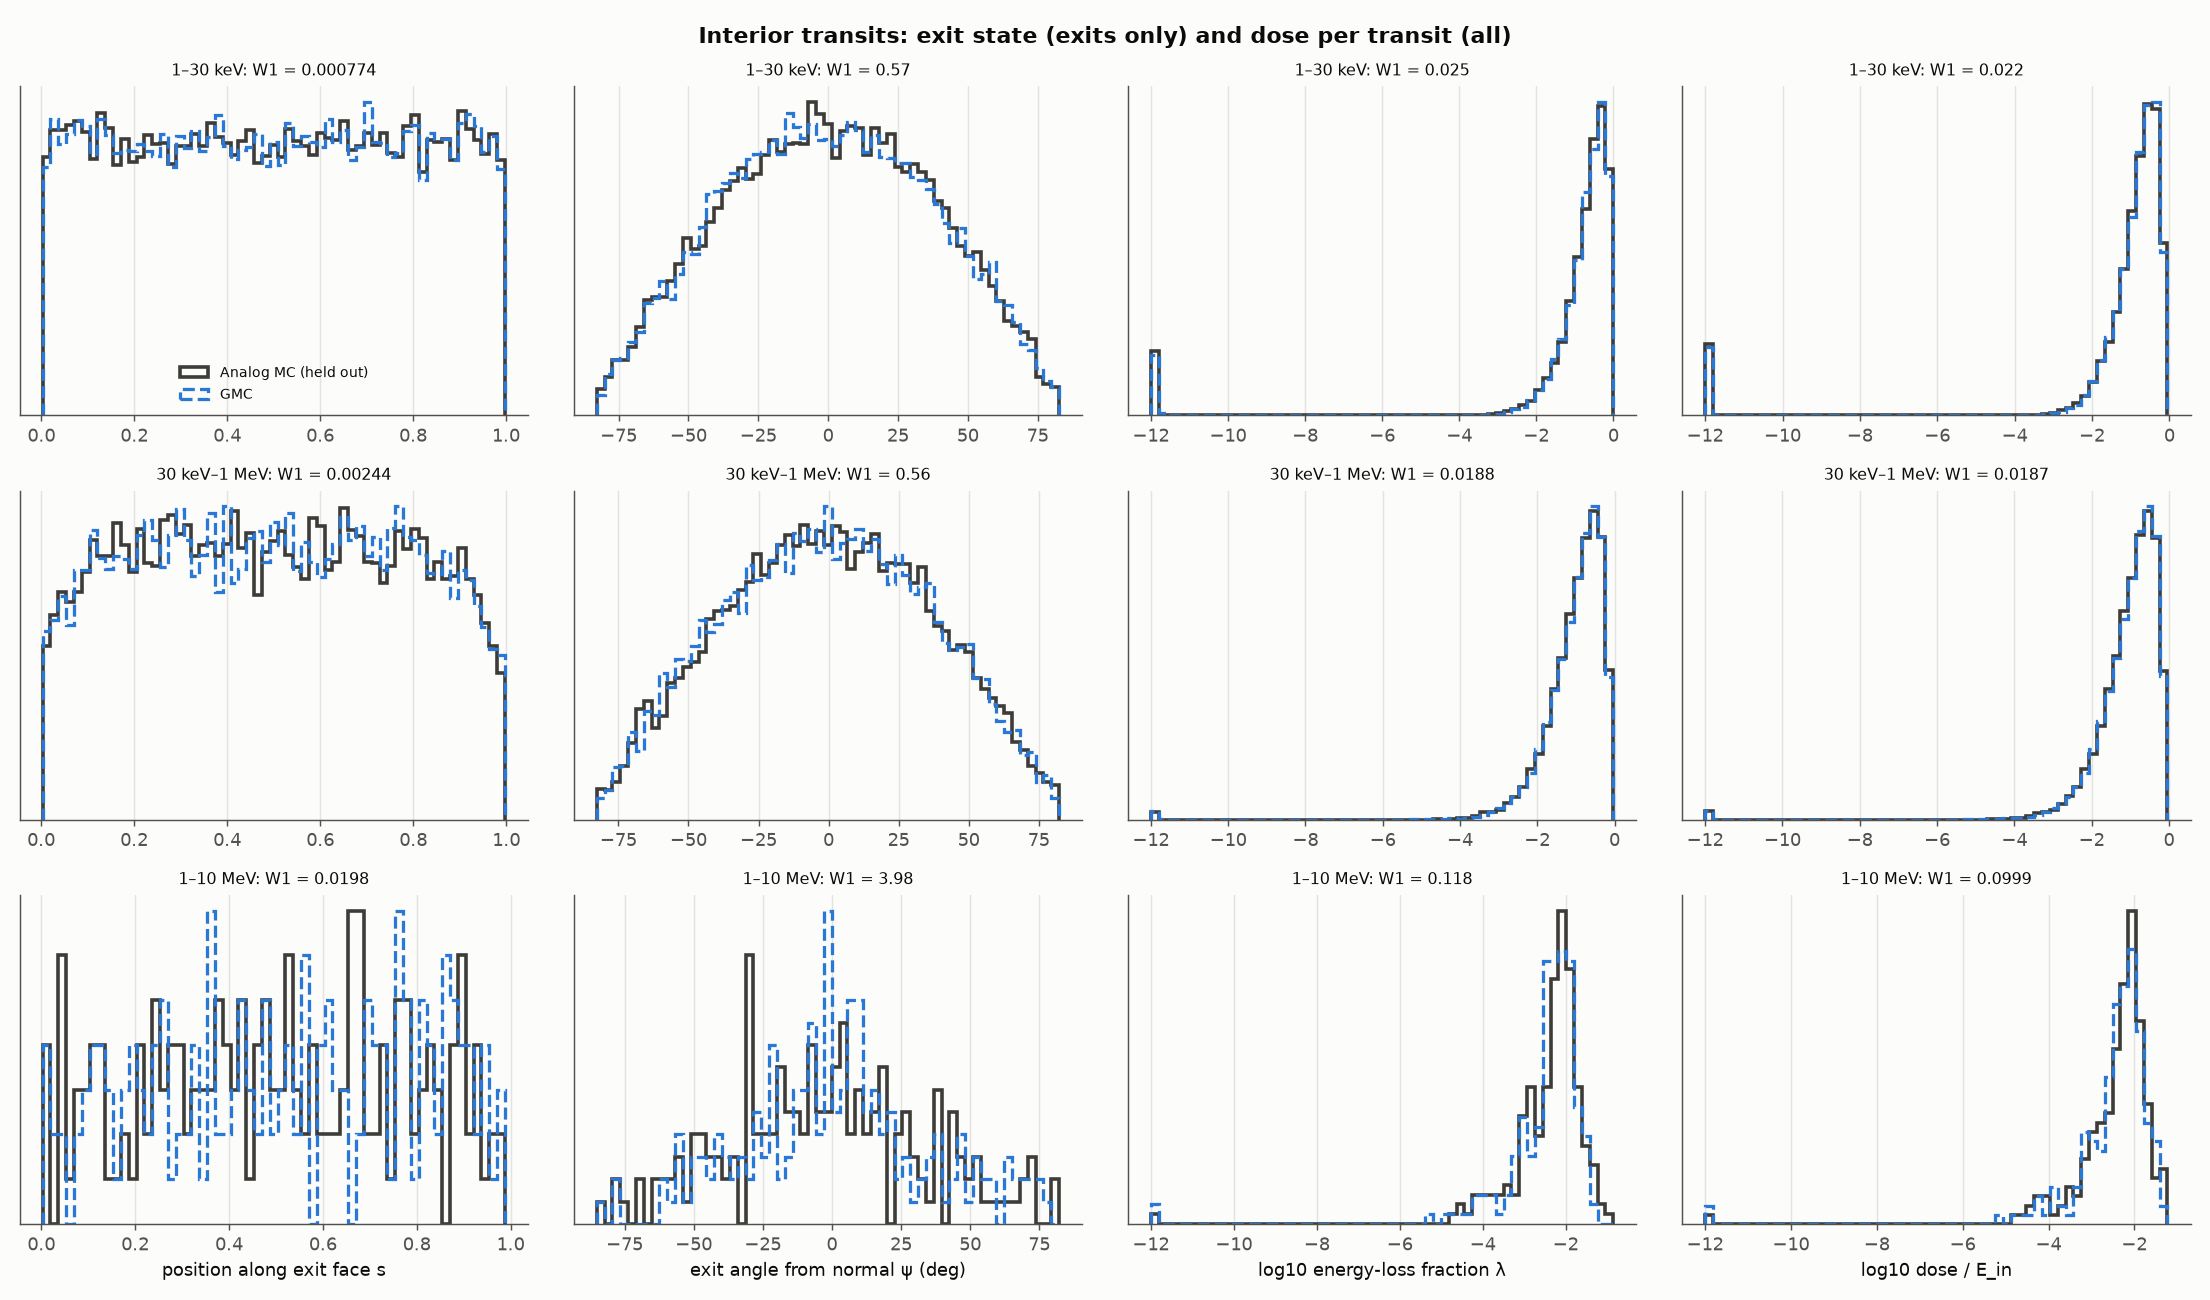 Interior transits: exit state (exits only) and dose per transit (all)
1–30 keV: W1 = 0.000774
1–30 keV: W1 = 0.57
1–30 keV: W1 = 0.025
1–30 keV: W1 = 0.022
Analog MC (held out)
GMC
0.0 0.2 0.4 0.6 0.8 1.0
−75 −50 −25 0 25 50 75
−12 −10 −8 −6 −4 −2 0
−12 −10 −8 −6 −4 −2 0
30 keV–1 MeV: W1 = 0.00244
30 keV–1 MeV: W1 = 0.56
30 keV–1 MeV: W1 = 0.0188
30 keV–1 MeV: W1 = 0.0187
0.0 0.2 0.4 0.6 0.8 1.0
−75 −50 −25 0 25 50 75
−12 −10 −8 −6 −4 −2 0
−12 −10 −8 −6 −4 −2 0
1–10 MeV: W1 = 0.0198
1–10 MeV: W1 = 3.98
1–10 MeV: W1 = 0.118
1–10 MeV: W1 = 0.0999
0.0 0.2 0.4 0.6 0.8 1.0
−75 −50 −25 0 25 50 75
−12 −10 −8 −6 −4 −2
−12 −10 −8 −6 −4 −2
position along exit face s
exit angle from normal ψ (deg)
log10 energy-loss fraction λ
log10 dose / E_in